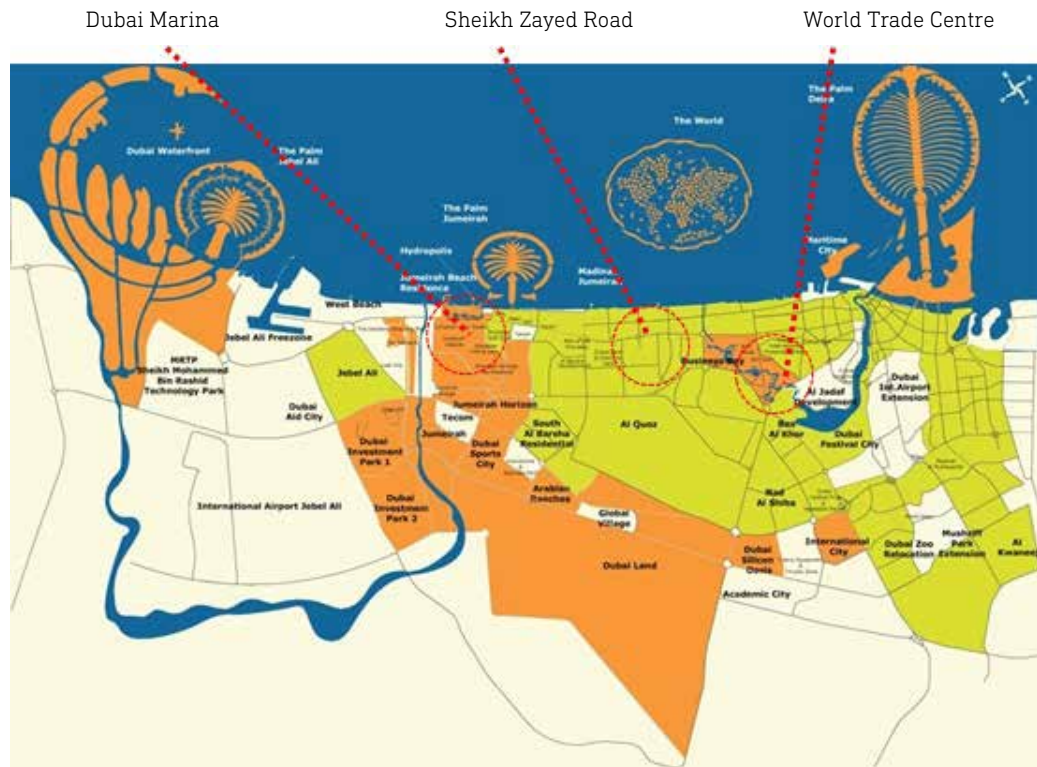 Dubai Marina
Sheikh Zayed Road
World Trade Centre
The Palm
Deira
The World
Dubai Waterfront
The Palm
Jebel Ali
The Palm
Jumeirah
Maritime
City
Hydropolis
Jumeirah Beach
Residence
Madinat
Jumeirah
West Beach
Jebel Ali Freezone
MIETP
Sheikh Mohammed
Bin Rashid
Technology Park
Jebel Ali
Business Bay
Dubai
Int.Airport
Extension
Al Jadaf
Development
Dubai
Aid City
Jumeirah Horizon
Tecom
Jumeirah
South
Al Barsha
Residential
Al Quoz
Ras
Al Khor
Dubai
Festival City
Dubai
Investment
Park 1
Dubai
Sports
City
Dubai
Investment
Park 2
Arabian
Ranches
Nad
Al Shiba
International Airport Jebel Ali
Global
Village
International
City
Dubai Zoo
Relocation
Mushrif
Park
Extension
Al
Kwaneej
Dubai
Silicon
Oasis
Dubai Land
Academic City